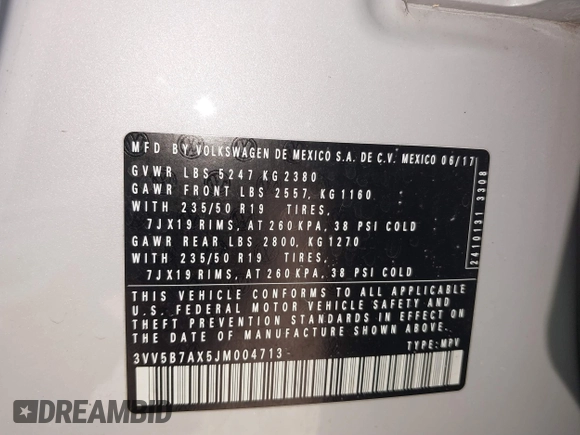 MFD BY VOLKSWAGEN DE MEXICO S.A. DE C.V. MEXICO 06/17
GVWR LBS 5247 KG 2380
GAWR FRONT LBS 2557, KG 1160
WITH 235/50 R19 TIRES,
7JX19 RIMS, AT 260 KPA, 38 PSI COLD
GAWR REAR LBS 2800, KG 1270
WITH 235/50 R19 TIRES,
7JX19 RIMS, AT 260 KPA, 38 PSI COLD
THIS VEHICLE CONFORMS TO ALL APPLICABLE
U.S. FEDERAL MOTOR VEHICLE SAFETY AND
THEFT PREVENTION STANDARDS IN EFFECT ON
THE DATE OF MANUFACTURE SHOWN ABOVE.
3VV5B7AX5JM004713 TYPE: MPV
2410131 3308
DREAMBID